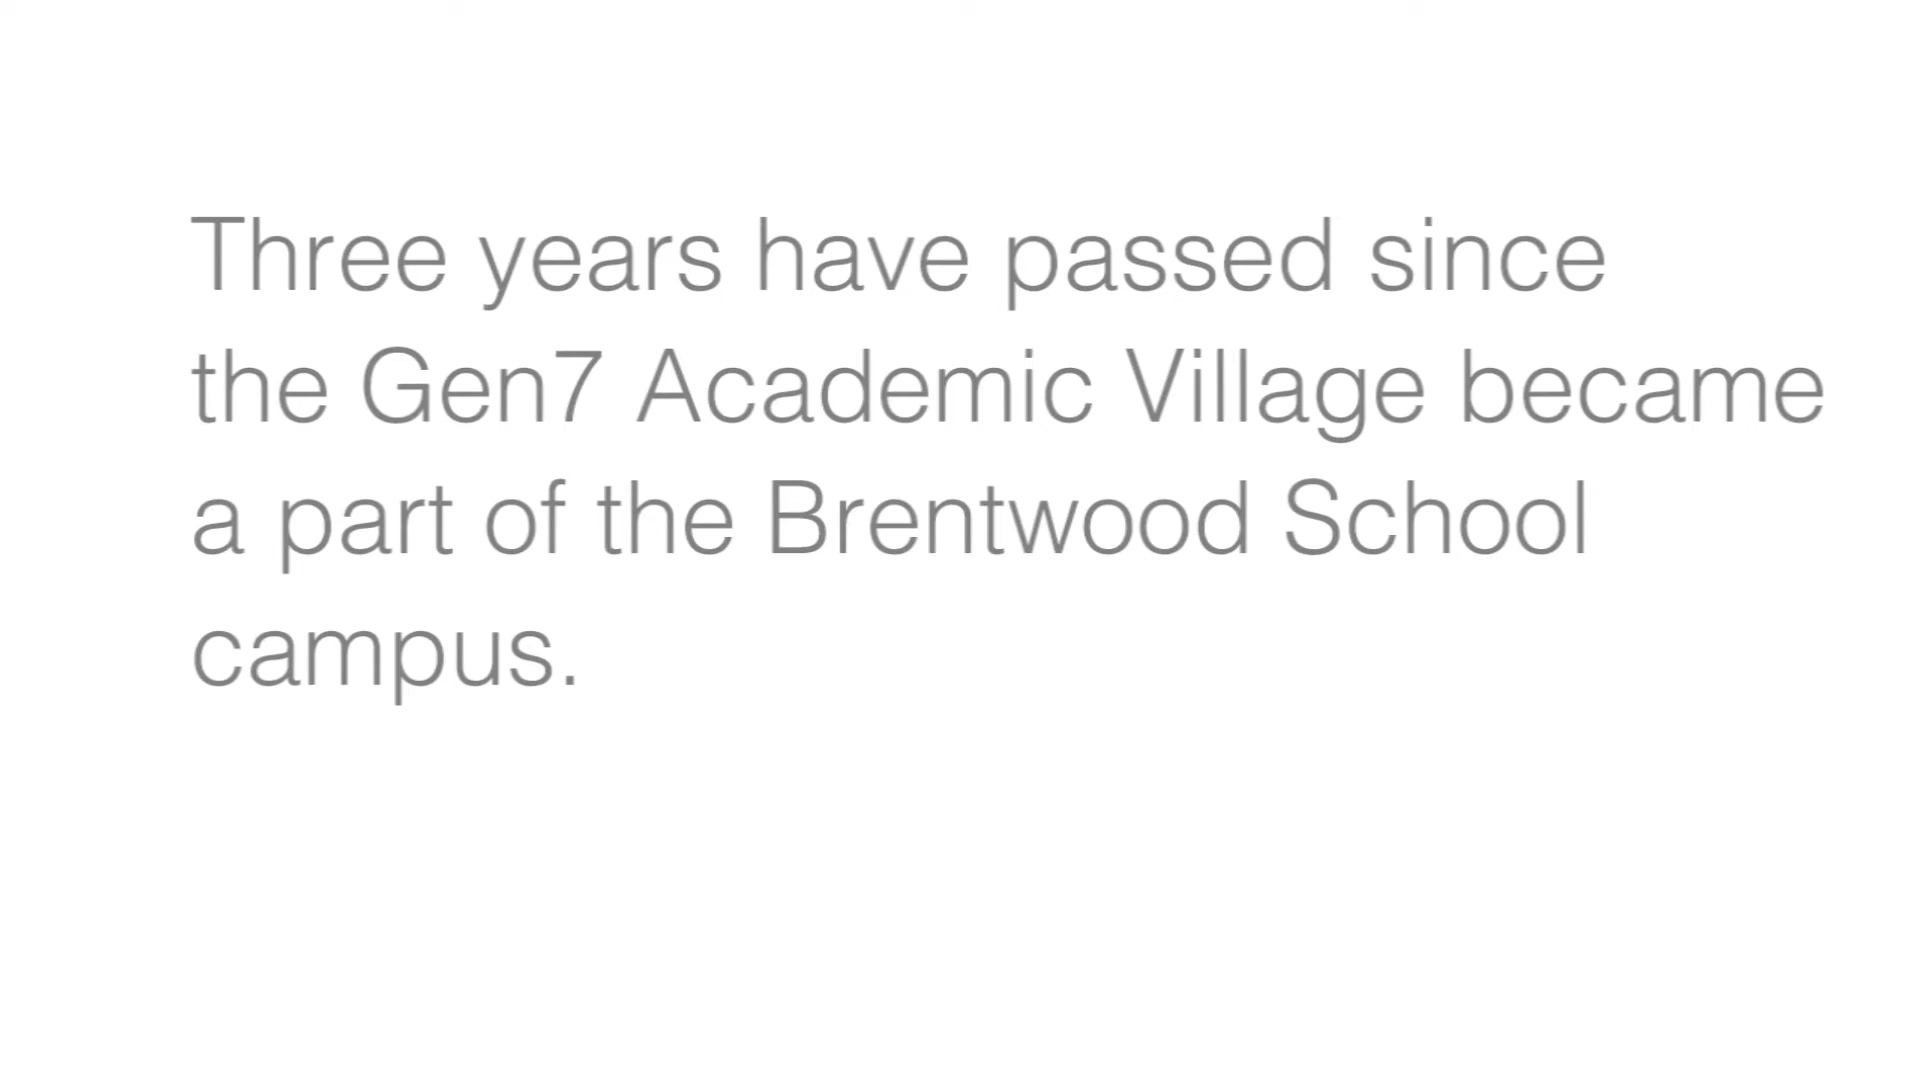 Three years have passed since
the Gen7 Academic Village became
a part of the Brentwood School
campus.